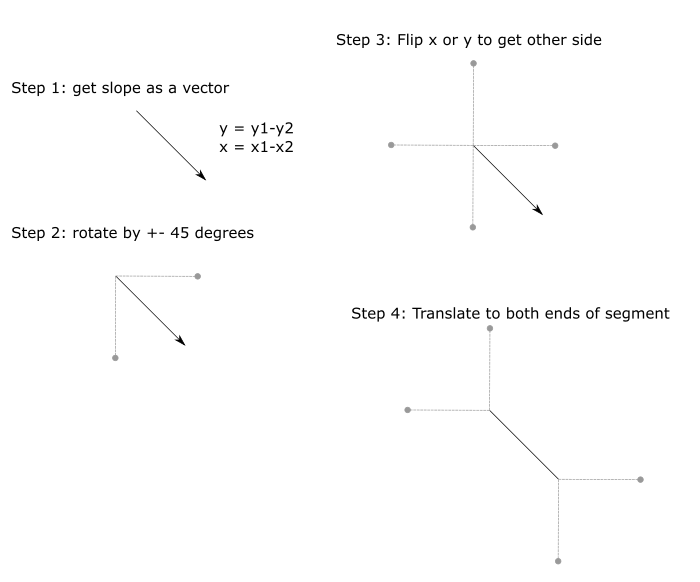 Step 1: get slope as a vector
y = y1-y2
x = x1-x2
Step 2: rotate by +- 45 degrees
Step 3: Flip x or y to get other side
Step 4: Translate to both ends of segment